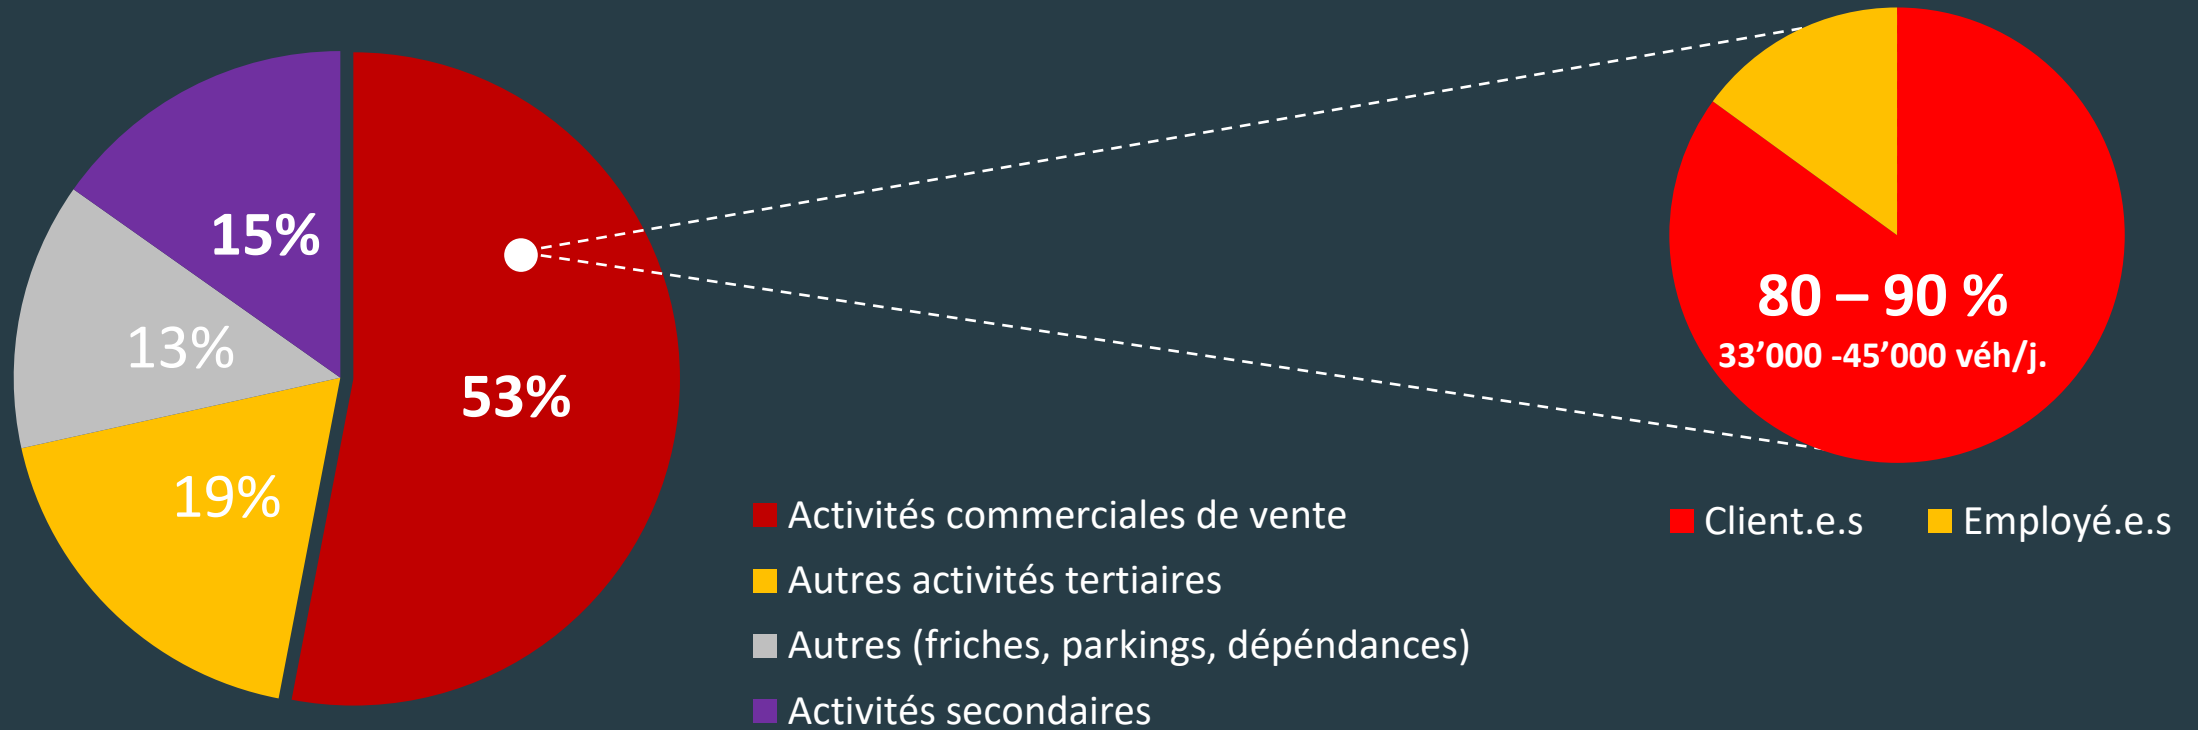 15%
13%
19%
53%
80 – 90 %
33’000 -45’000 véh/j.
Activités commerciales de vente
Autres activités tertiaires
Autres (friches, parkings, dépéndances)
Activités secondaires
Client.e.s
Employé.e.s